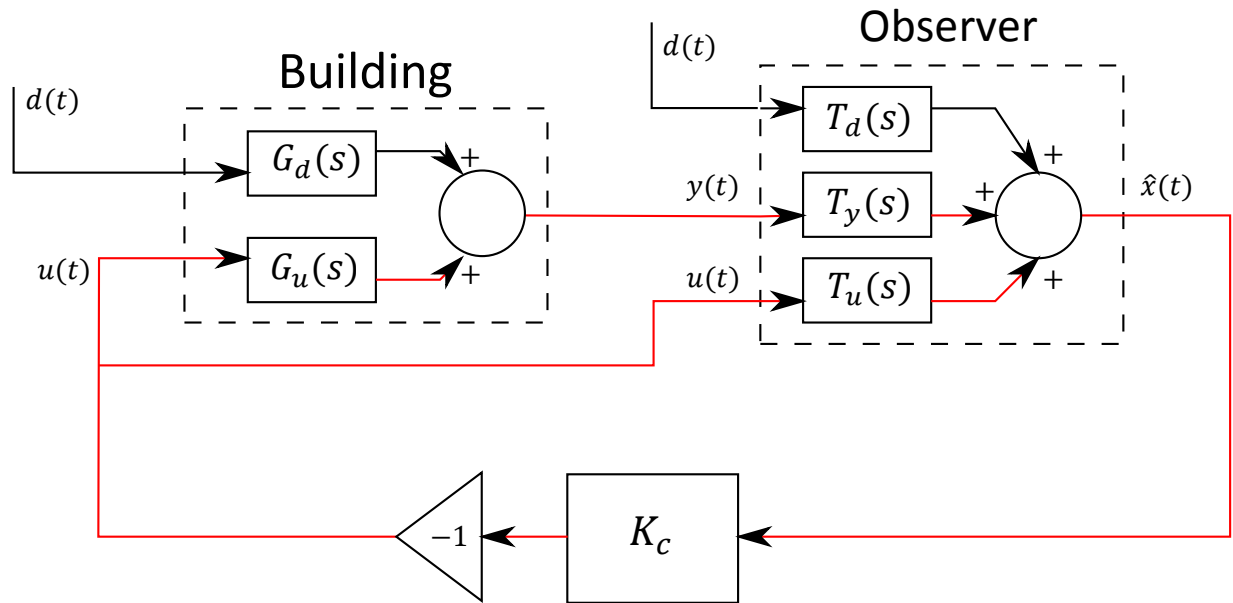 Observer
d(t)
Building
d(t)
T_d(s)
+
G_d(s)
+
y(t)
+
T_y(s)
x̂(t)
u(t)
G_u(s)
+
u(t)
T_u(s)
+
−1
K_c